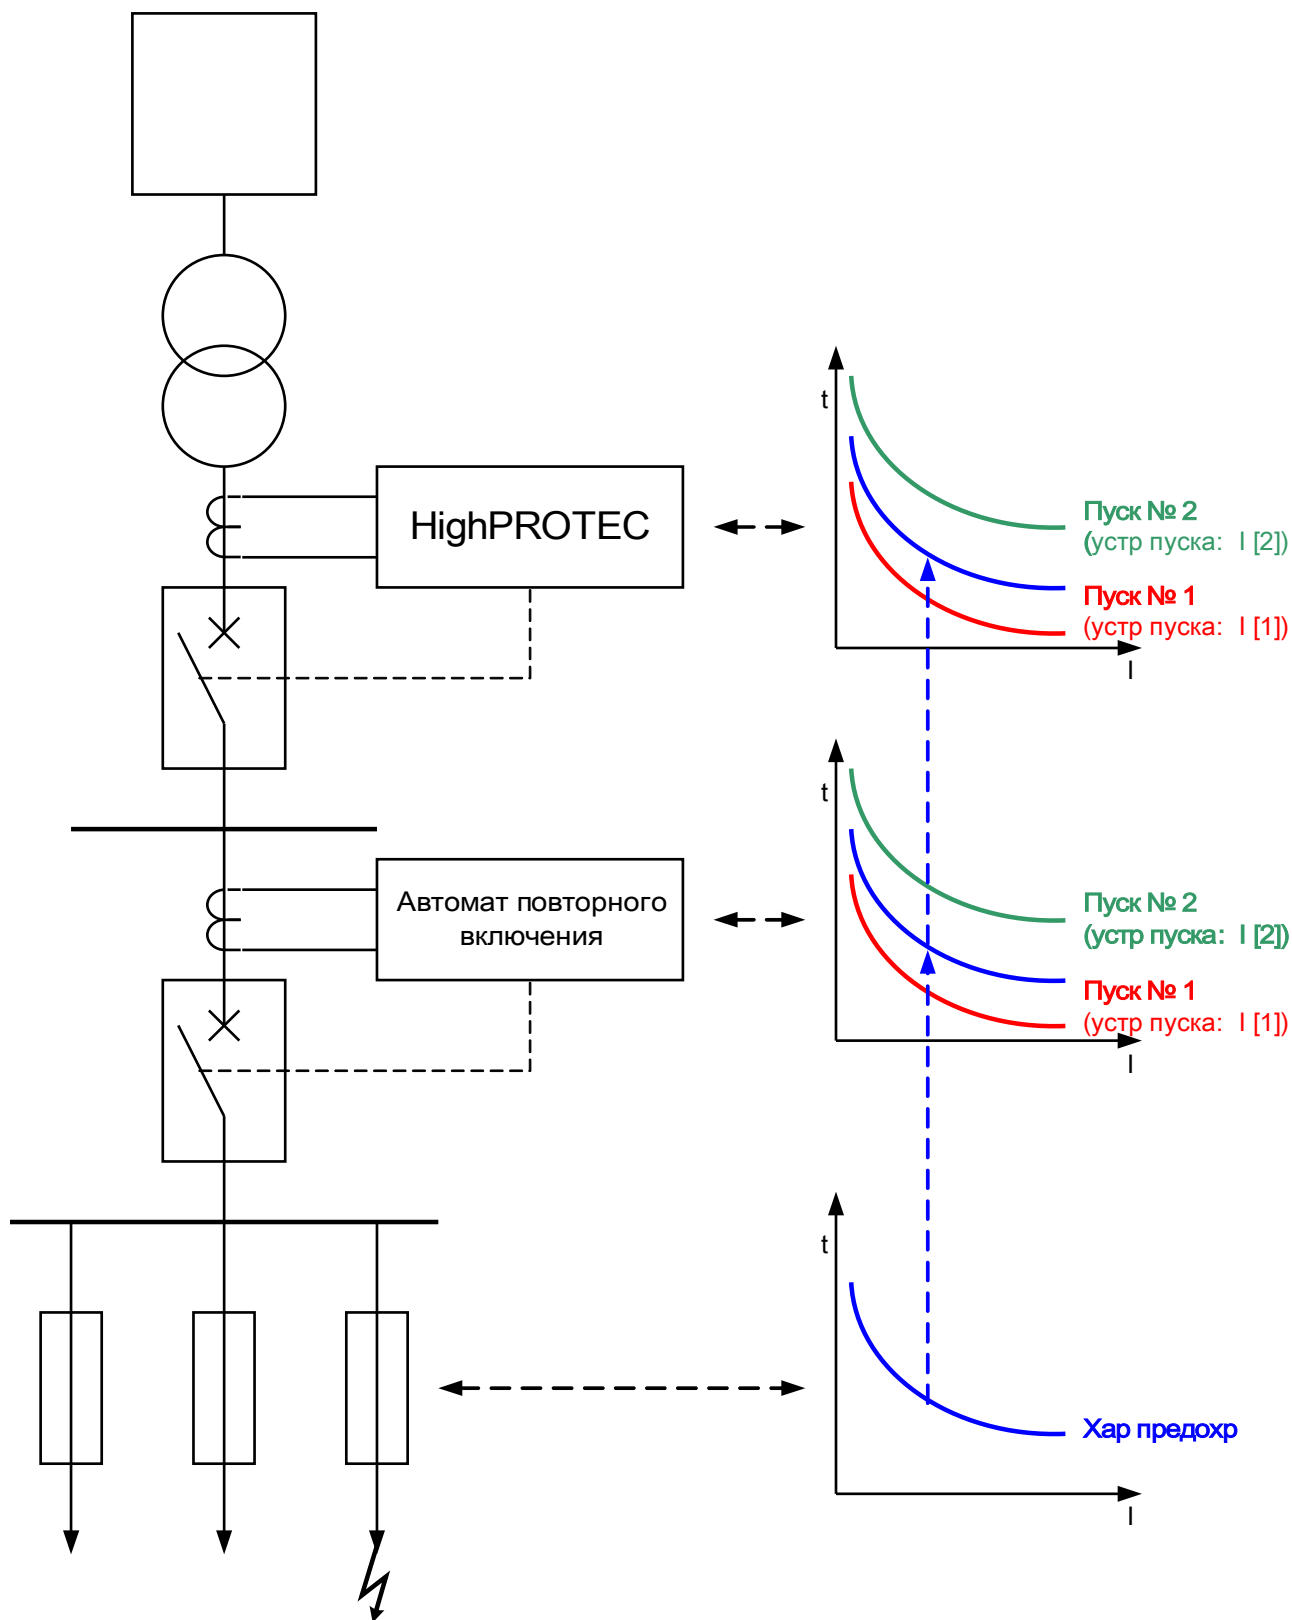 HighPROTEC
t
Пуск № 2
(устр пуска: I [2])
Пуск № 1
(устр пуска: I [1])
I
Автомат повторного
включения
t
Пуск № 2
(устр пуска: I [2])
Пуск № 1
(устр пуска: I [1])
I
t
Хар предохр
I